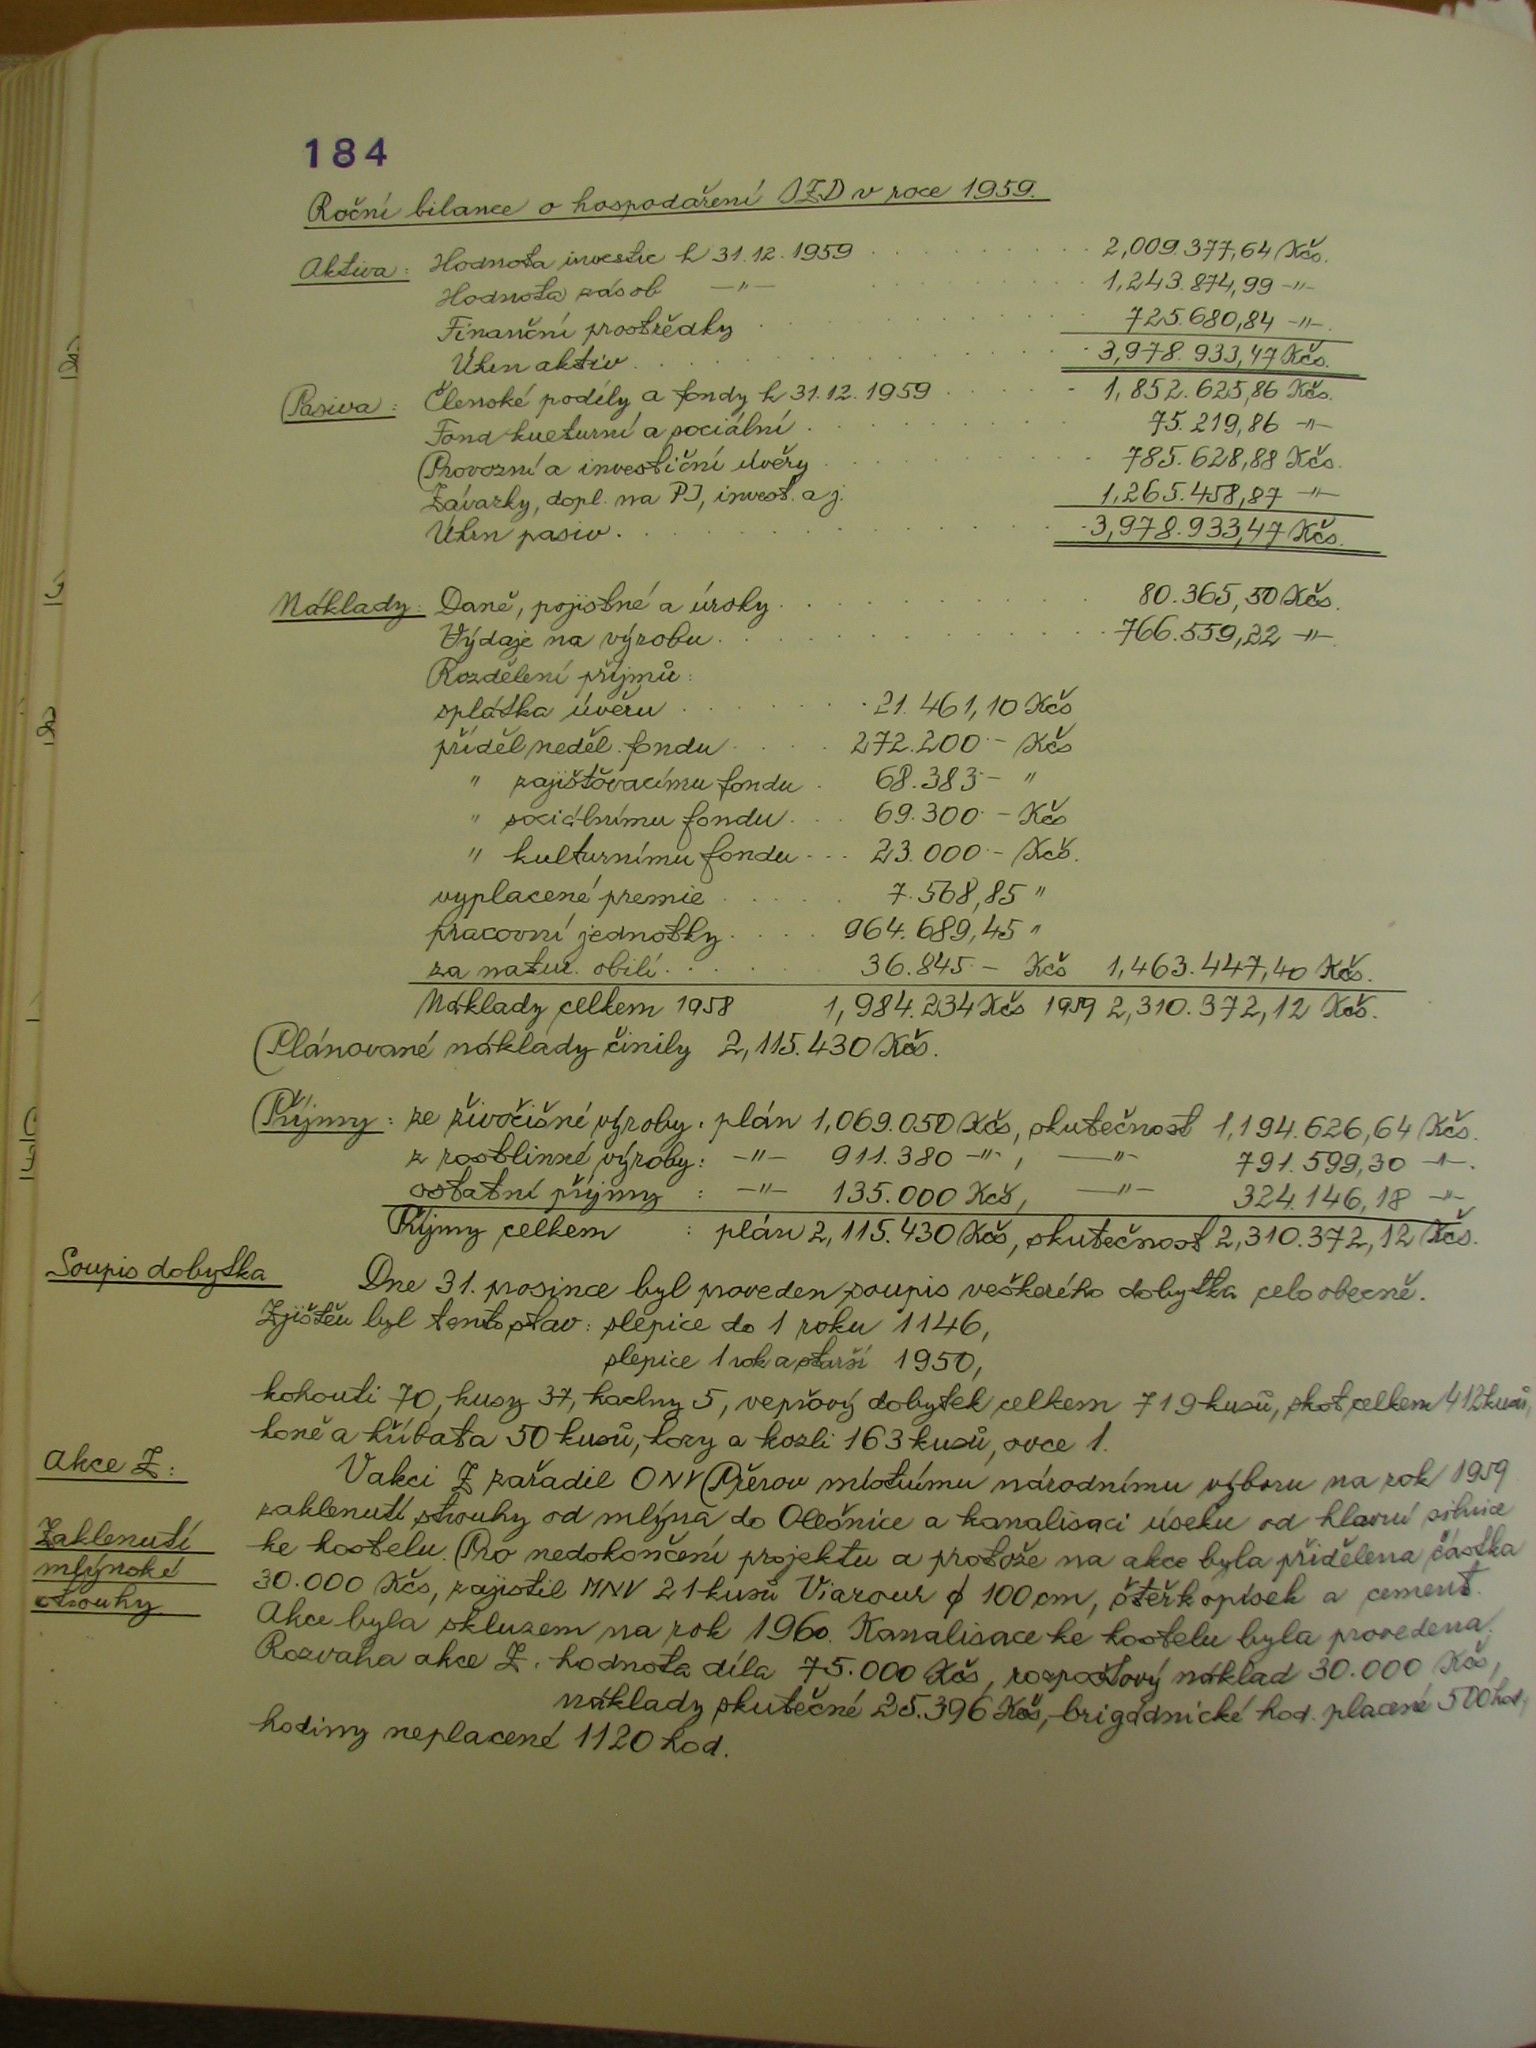 184
Roční bilance o hospodaření JZD v roce 1959.
Aktiva: Hodnota investic k 31.12.1959 2,009.377,64 Kčs.
Hodnota zásob —"— 1,243.874,99 —"—
Finanční prostředky 725.680,84 —"—.
Úhrn aktiv 3,978.933,47 Kčs.
Pasiva: Členské podíly a fondy k 31.12.1959 1,852.625,86 Kčs.
Fond kulturní a sociální 75.219,86 —"—
Provozní a investiční úvěry 785.628,88 Kčs.
Závazky, dopl. na PJ, invest. a j. 1,265.458,87 —"—
Úhrn pasiv 3,978.933,47 Kčs.
Náklady: Daně, pojistné a úroky 80.365,50 Kčs.
Výdaje na výrobu 766.559,22 —"—.
Rozdělení příjmů:
splátka úvěru 21.461,10 Kčs
příděl neděl. fondu 272.200 – Kčs
" zajišťovacímu fondu 68.383 – "
" sociálnímu fondu 69.300 – Kčs
" kulturnímu fondu 23.000 – Kčs.
vyplacené premie 7.568,85 "
pracovní jednotky 964.689,45 "
za natur. obilí 36.845 – Kčs 1,463.447,40 Kčs.
Náklady celkem 1958 1,984.234 Kčs 1959 2,310.372,12 Kčs.
Plánované náklady činily 2,115.430 Kčs.
Příjmy: ze živočišné výroby: plán 1,069.050 Kčs, skutečnost 1,194.626,64 Kčs.
z rostlinné výroby: —"— 911.380 —"—, —"— 791.599,30 —"—.
ostatní příjmy : —"— 135.000 Kčs, —"— 324.146,18 —"—
Příjmy celkem : plán 2,115.430 Kčs, skutečnost 2,310.372,12 Kčs.
Soupis dobytka Dne 31. prosince byl proveden soupis veškerého dobytka celoobecně.
Zjištěn byl tento stav: slepice do 1 roku 1146,
slepice 1 rok a starší 1950,
kohouti 70, husy 37, kachny 5, vepřový dobytek celkem 719 kusů, skot celkem 412 kusů,
koně a hříbata 50 kusů, kozy a kozli 163 kusů, ovce 1.
Akce Z: V akci Z zařadil ONV Přerov místnímu národnímu výboru na rok 1959
Zaklenutí mlýnské strouhy
zaklenutí strouhy od mlýna do Olešnice a kanalisaci úseku od hlavní silnice
ke kostelu. Pro nedokončení projektu a protože na akce byla přidělena částka
30.000 Kčs, zajistil MNV 21 kusů Viazour ϕ 100 cm, štěrkopísek a cement.
Akce byla skluzem na rok 1960. Kanalisace ke kostelu byla provedena.
Rozvaha akce Z: hodnota díla 75.000 Kčs, rozpočtový náklad 30.000 Kčs,
náklady skutečné 25.396 Kčs, brigádnické hod. placené 500 hod,
hodiny neplacené 1120 hod.